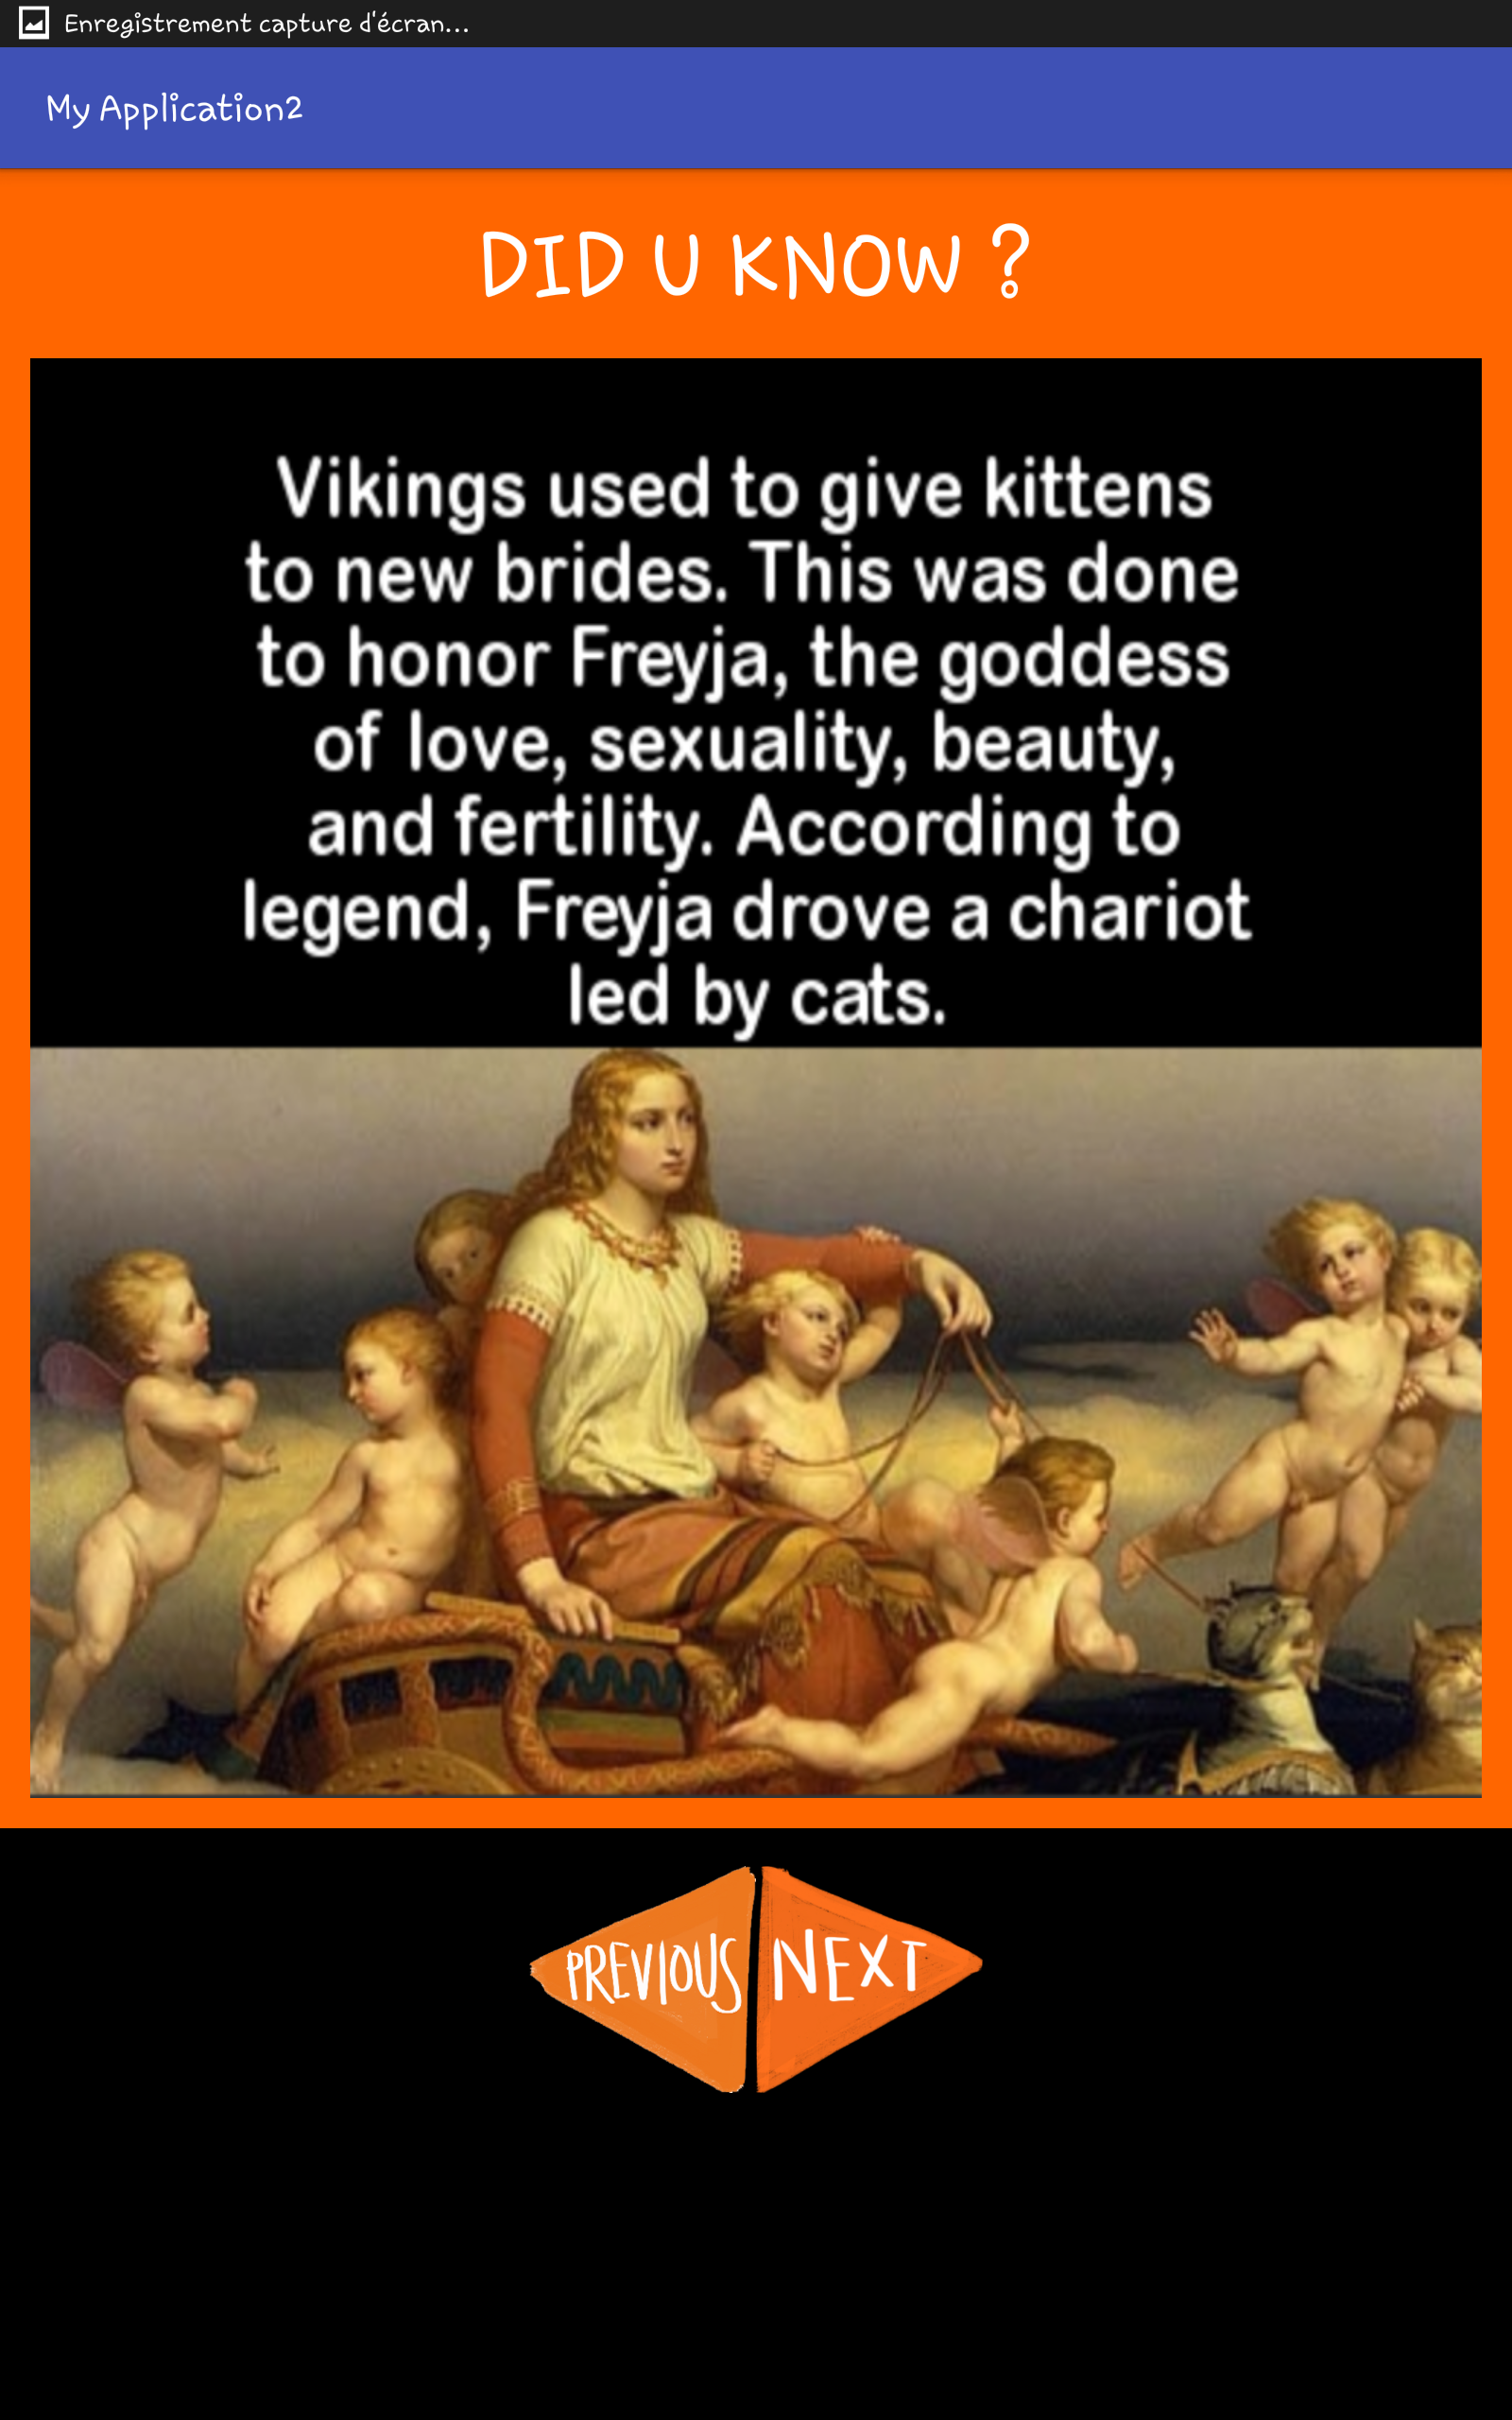 Enregistrement capture d'écran...
My Application2
DID U KNOW ?
Vikings used to give kittens
to new brides. This was done
to honor Freyja, the goddess
of love, sexuality, beauty,
and fertility. According to
legend, Freyja drove a chariot
led by cats.
PREVIOUS NEXT